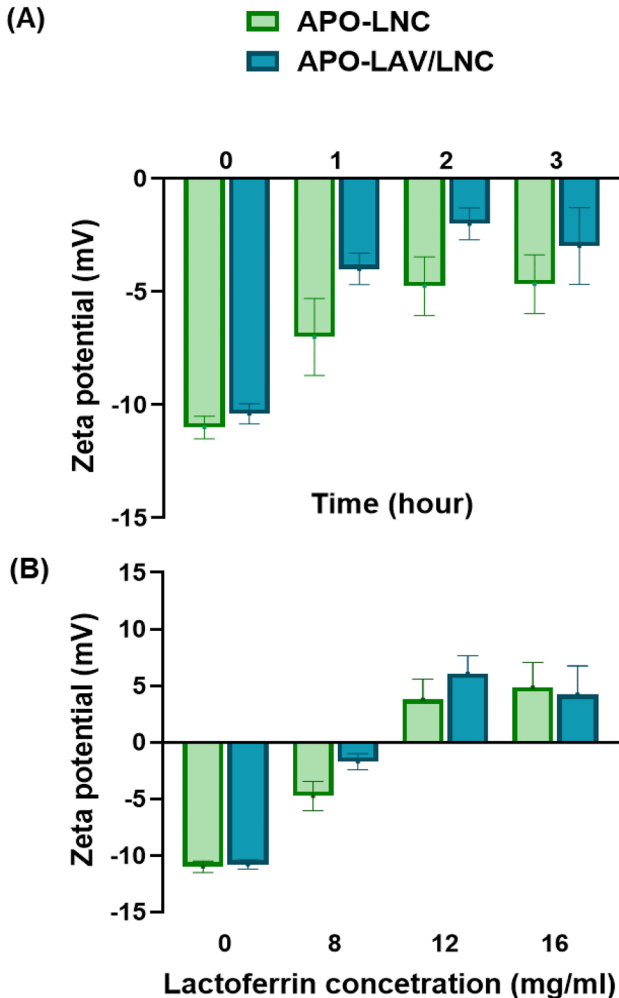 (A)
APO-LNC
APO-LAV/LNC
0 1 2 3
0
-5
-10
-15
Zeta potential (mV)
Time (hour)
(B)
15
10
5
0
-5
-10
-15
Zeta potential (mV)
0 8 12 16
Lactoferrin concetration (mg/ml)